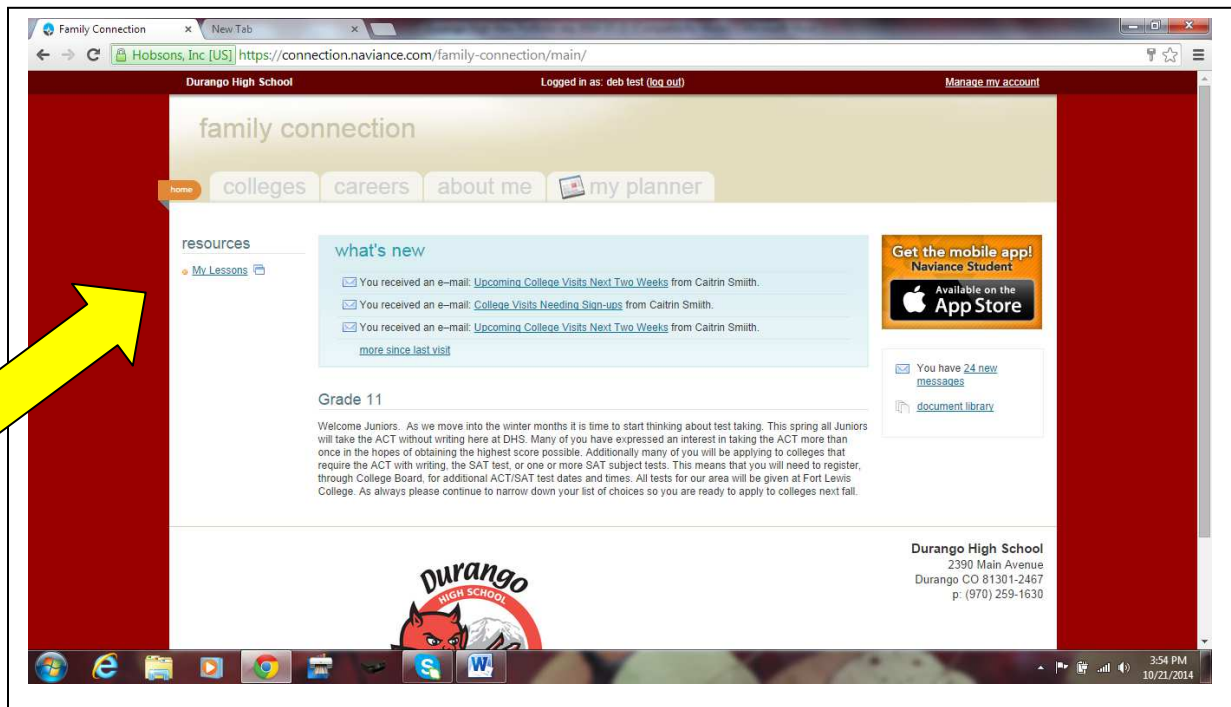 Family Connection
New Tab
Hobsons, Inc [US] https://connection.naviance.com/family-connection/main/
Durango High School
Logged in as: deb test (log out)
Manage my account
family connection
home
colleges
careers
about me
my planner
resources
My Lessons
what's new
You received an e–mail: Upcoming College Visits Next Two Weeks from Caitrin Smiith.
You received an e–mail: College Visits Needing Sign-ups from Caitrin Smiith.
You received an e–mail: Upcoming College Visits Next Two Weeks from Caitrin Smiith.
more since last visit
Get the mobile app!
Naviance Student
Available on the
App Store
You have 24 new
messages
document library
Grade 11
Welcome Juniors. As we move into the winter months it is time to start thinking about test taking. This spring all Juniors
will take the ACT without writing here at DHS. Many of you have expressed an interest in taking the ACT more than
once in the hopes of obtaining the highest score possible. Additionally many of you will be applying to colleges that
require the ACT with writing, the SAT test, or one or more SAT subject tests. This means that you will need to register,
through College Board, for additional ACT/SAT test dates and times. All tests for our area will be given at Fort Lewis
College. As always please continue to narrow down your list of choices so you are ready to apply to colleges next fall.
Durango
HIGH SCHOOL
Durango High School
2390 Main Avenue
Durango CO 81301-2467
p: (970) 259-1630
3:54 PM
10/21/2014